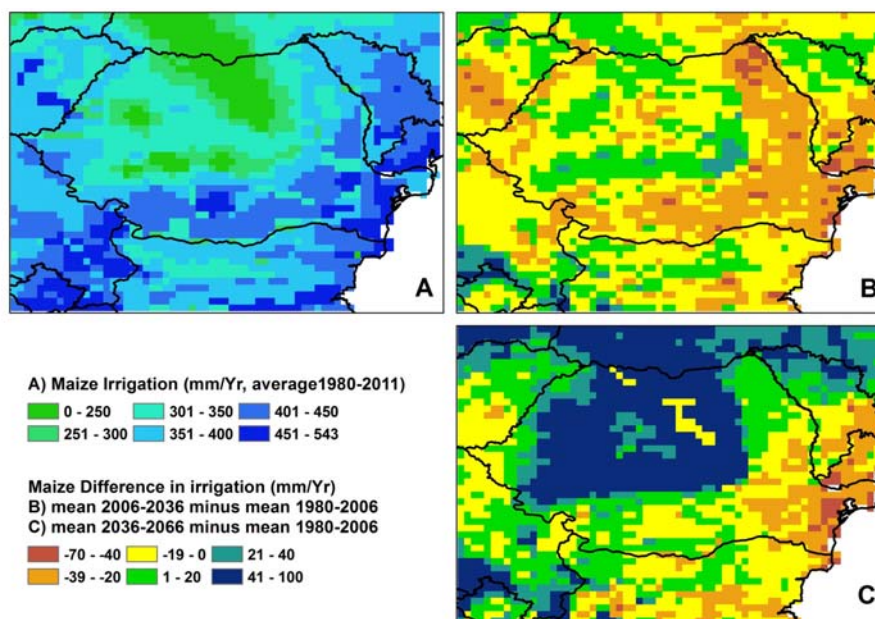 A
B
A) Maize Irrigation (mm/Yr, average1980-2011)
0 - 250 301 - 350 401 - 450
251 - 300 351 - 400 451 - 543
Maize Difference in irrigation (mm/Yr)
B) mean 2006-2036 minus mean 1980-2006
C) mean 2036-2066 minus mean 1980-2006
-70 - -40 -19 - 0 21 - 40
-39 - -20 1 - 20 41 - 100
C